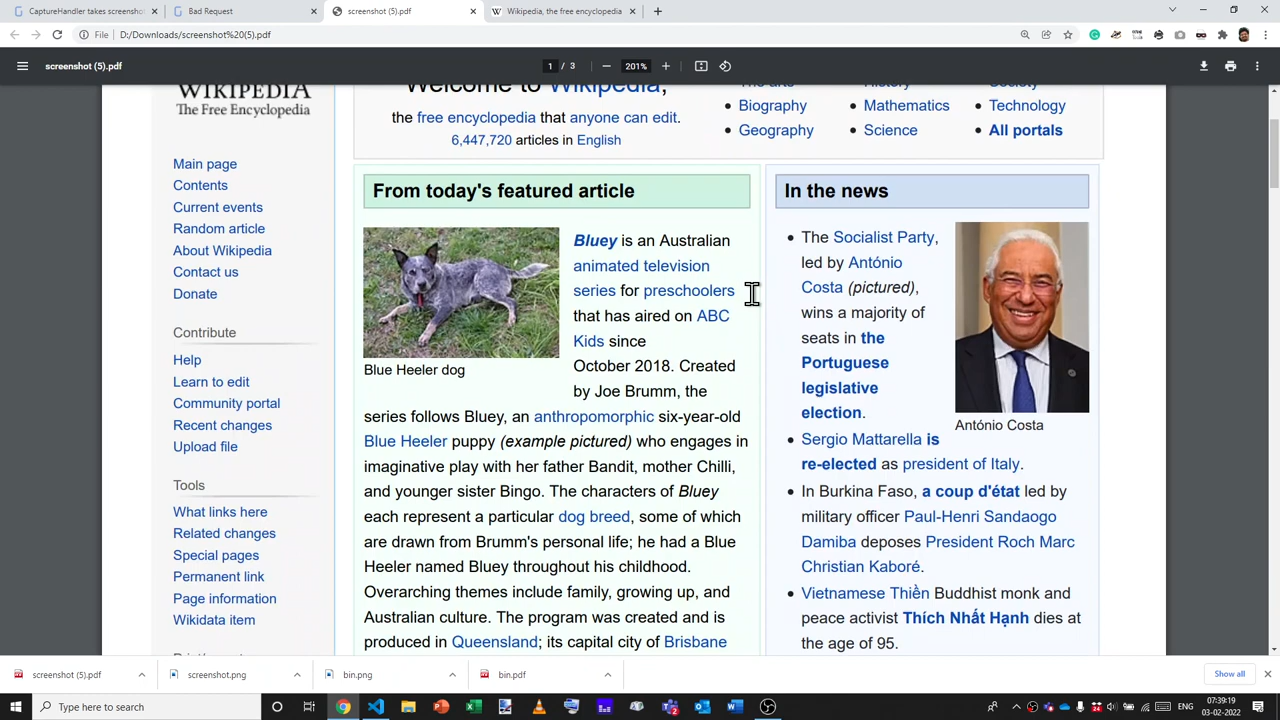 CaptureHandler takes screenshot
Bad Request
screenshot (5).pdf
Wikipedia, the free encyclopedia
File
D:/Downloads/screenshot%20(5).pdf
screenshot (5).pdf
1 / 3
201%
WIKIPEDIA
The Free Encyclopedia
Main page
Contents
Current events
Random article
About Wikipedia
Contact us
Donate
Contribute
Help
Learn to edit
Community portal
Recent changes
Upload file
Tools
What links here
Related changes
Special pages
Permanent link
Page information
Wikidata item
Welcome to Wikipedia,
the free encyclopedia that anyone can edit.
6,447,720 articles in English
The arts
Biography
Geography
History
Mathematics
Science
Society
Technology
All portals
From today's featured article
Blue Heeler dog
Bluey is an Australian
animated television
series for preschoolers
that has aired on ABC
Kids since
October 2018. Created
by Joe Brumm, the
series follows Bluey, an anthropomorphic six-year-old
Blue Heeler puppy (example pictured) who engages in
imaginative play with her father Bandit, mother Chilli,
and younger sister Bingo. The characters of Bluey
each represent a particular dog breed, some of which
are drawn from Brumm's personal life; he had a Blue
Heeler named Bluey throughout his childhood.
Overarching themes include family, growing up, and
Australian culture. The program was created and is
produced in Queensland; its capital city of Brisbane
In the news
The Socialist Party,
led by António
Costa (pictured),
wins a majority of
seats in the
Portuguese
legislative
election.
António Costa
Sergio Mattarella is
re-elected as president of Italy.
In Burkina Faso, a coup d'état led by
military officer Paul-Henri Sandaogo
Damiba deposes President Roch Marc
Christian Kaboré.
Vietnamese Thiền Buddhist monk and
peace activist Thích Nhất Hạnh dies at
the age of 95.
screenshot (5).pdf
screenshot.png
bin.png
bin.pdf
Show all
Type here to search
ENG
07:39:19
03-02-2022